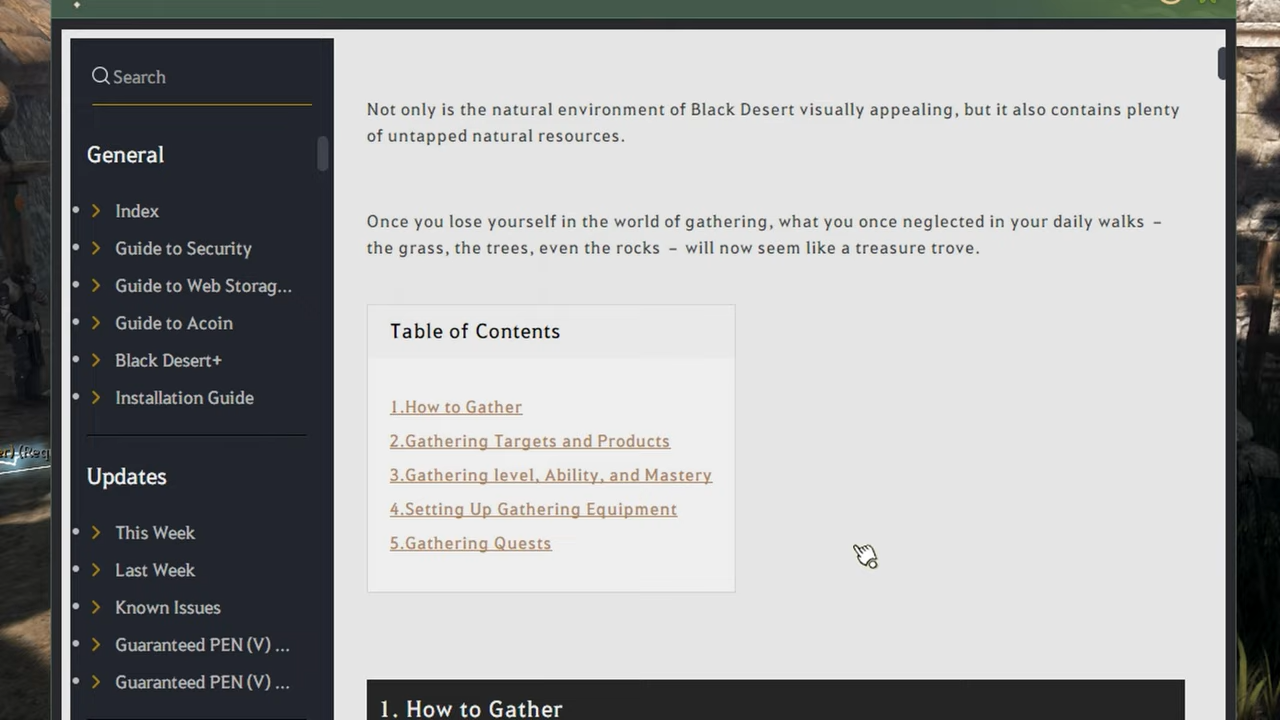 Search
General
Index
Guide to Security
Guide to Web Storag...
Guide to Acoin
Black Desert+
Installation Guide
Updates
This Week
Last Week
Known Issues
Guaranteed PEN (V) ...
Guaranteed PEN (V) ...
Not only is the natural environment of Black Desert visually appealing, but it also contains plenty
of untapped natural resources.
Once you lose yourself in the world of gathering, what you once neglected in your daily walks –
the grass, the trees, even the rocks – will now seem like a treasure trove.
Table of Contents
1.How to Gather
2.Gathering Targets and Products
3.Gathering level, Ability, and Mastery
4.Setting Up Gathering Equipment
5.Gathering Quests
1. How to Gather